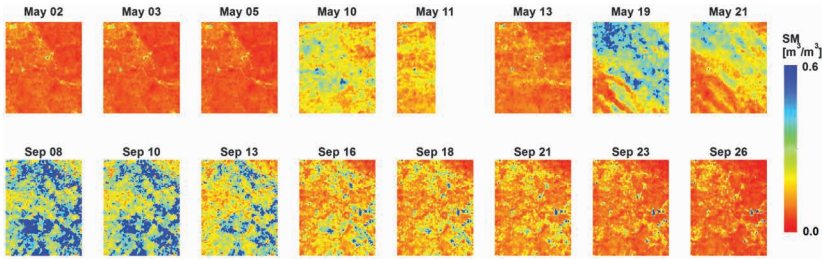 May 02 May 03 May 05 May 10 May 11 May 13 May 19 May 21
SM
[m³/m³]
0.6
Sep 08 Sep 10 Sep 13 Sep 16 Sep 18 Sep 21 Sep 23 Sep 26
0.0